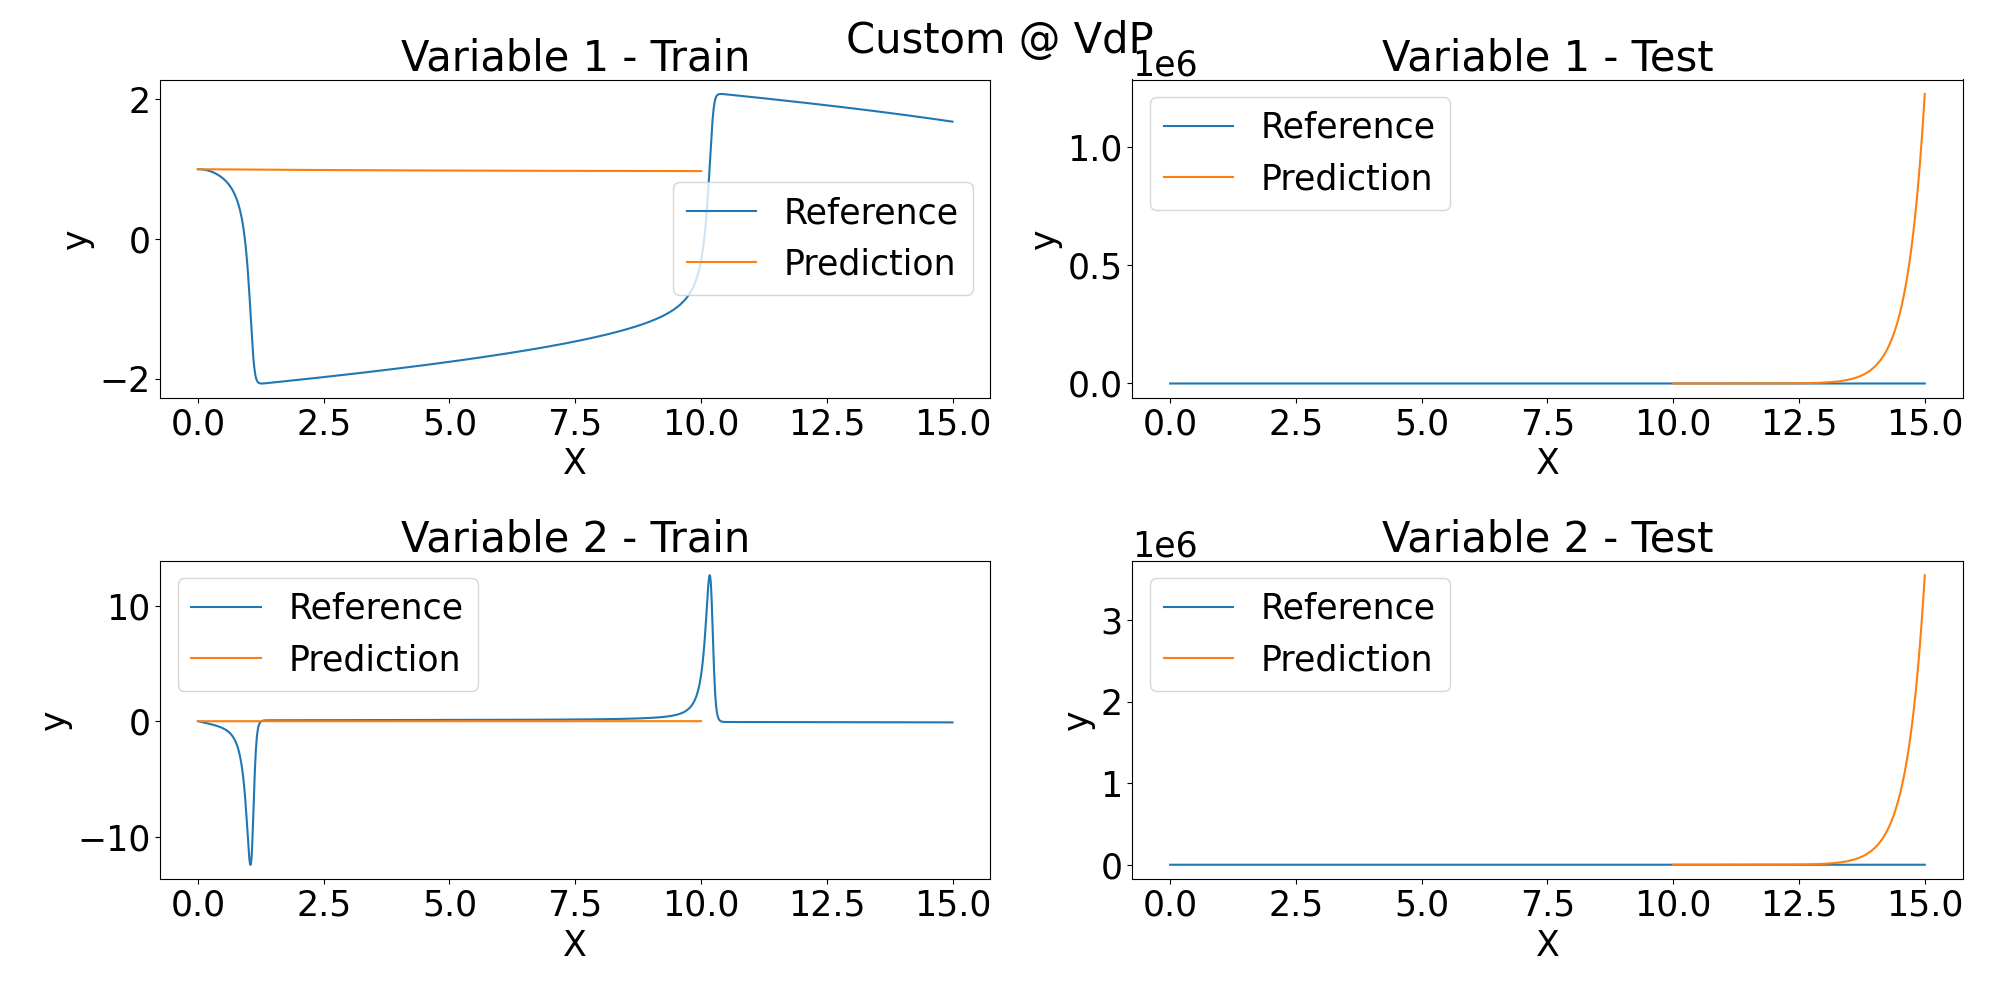 Custom @ VdP
Variable 1 - Train
2
0
−2
y
0.0 2.5 5.0 7.5 10.0 12.5 15.0
X
Reference
Prediction
Variable 1 - Test
1e6
1.0
0.5
0.0
y
0.0 2.5 5.0 7.5 10.0 12.5 15.0
X
Reference
Prediction
Variable 2 - Train
10
0
−10
y
0.0 2.5 5.0 7.5 10.0 12.5 15.0
X
Reference
Prediction
Variable 2 - Test
1e6
3
2
1
0
y
0.0 2.5 5.0 7.5 10.0 12.5 15.0
X
Reference
Prediction